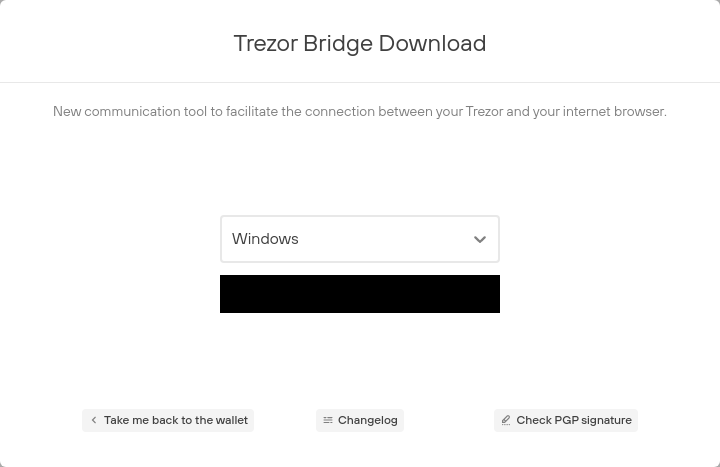 Trezor Bridge Download
New communication tool to facilitate the connection between your Trezor and your internet browser.
Windows
Take me back to the wallet
Changelog
Check PGP signature